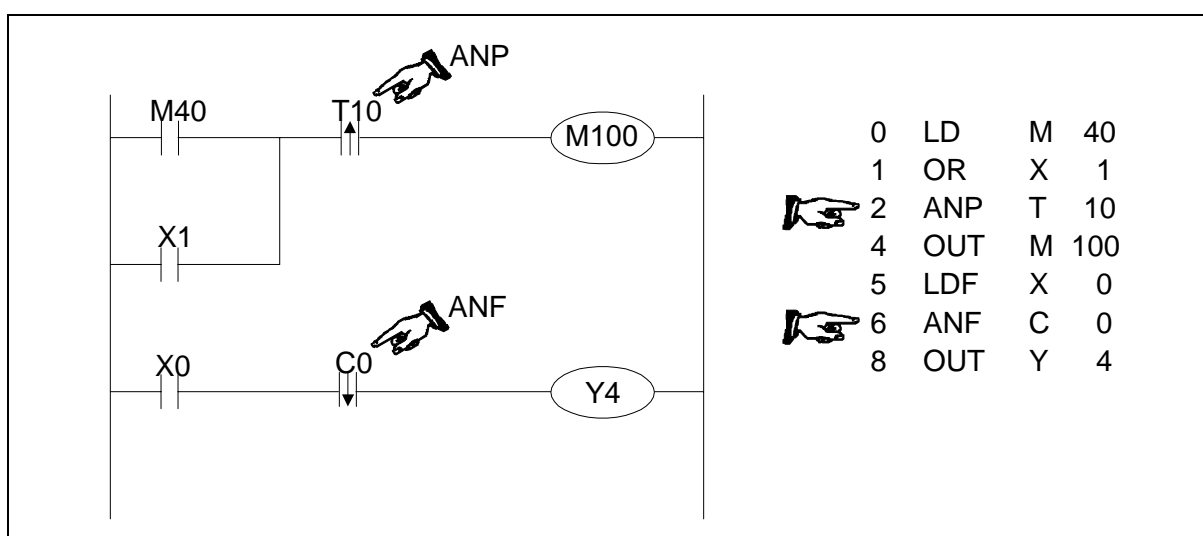 ANP
M40
T10
M100
X1
ANF
X0
C0
Y4
0 LD M 40
1 OR X 1
2 ANP T 10
4 OUT M 100
5 LDF X 0
6 ANF C 0
8 OUT Y 4